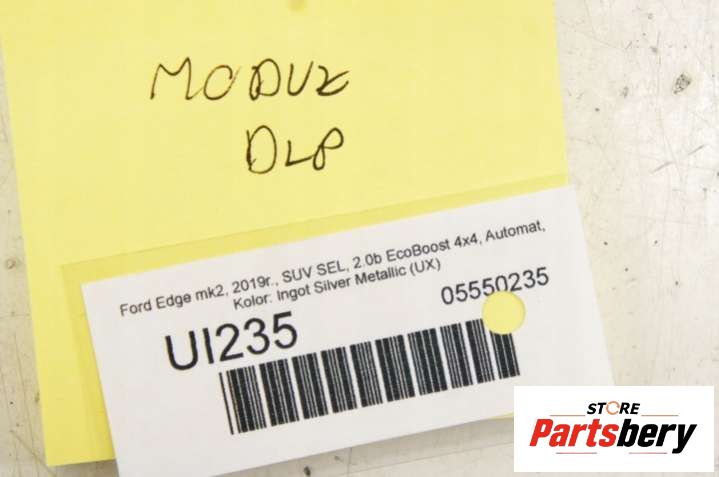 MODUŁ
DLP
Ford Edge mk2, 2019r., SUV SEL, 2.0b EcoBoost 4x4, Automat,
Kolor: Ingot Silver Metallic (UX)
UI235
05550235
STORE
Partsbery